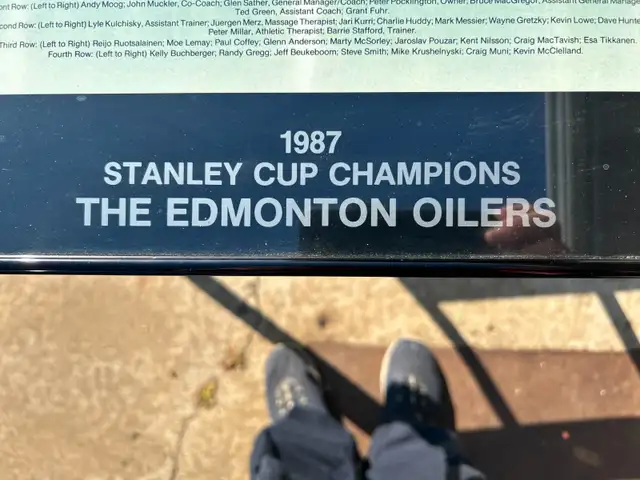 ont Row: (Left to Right) Andy Moog; John Muckler, Co-Coach; Glen Sather, General Manager/Coach; Peter Pocklington, Owner; Bruce MacGregor, Assistant General Manag
Ted Green, Assistant Coach; Grant Fuhr.
econd Row: (Left to Right) Lyle Kulchisky, Assistant Trainer; Juergen Merz, Massage Therapist; Jari Kurri; Charlie Huddy; Mark Messier; Wayne Gretzky; Kevin Lowe; Dave Hunte
Peter Millar, Athletic Therapist; Barrie Stafford, Trainer.
Third Row: (Left to Right) Reijo Ruotsalainen; Moe Lemay; Paul Coffey; Glenn Anderson; Marty McSorley; Jaroslav Pouzar; Kent Nilsson; Craig MacTavish; Esa Tikkanen.
Fourth Row: (Left to Right) Kelly Buchberger; Randy Gregg; Jeff Beukeboom; Steve Smith; Mike Krushelnyski; Craig Muni; Kevin McClelland.
1987
STANLEY CUP CHAMPIONS
THE EDMONTON OILERS